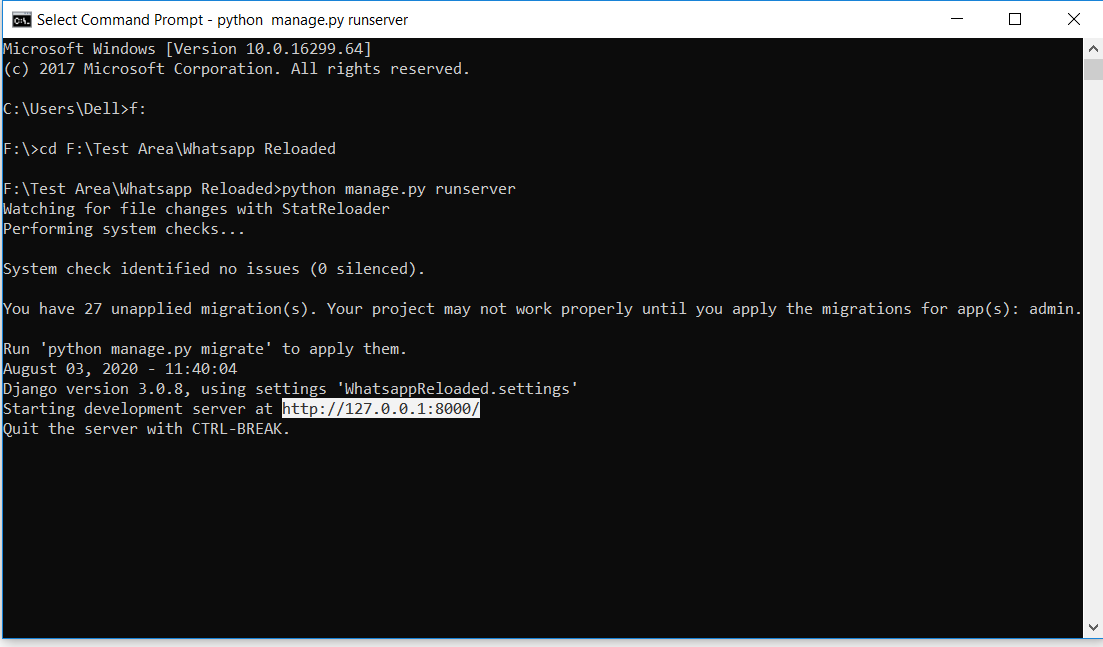 Select Command Prompt - python  manage.py runserver
Microsoft Windows [Version 10.0.16299.64]
(c) 2017 Microsoft Corporation. All rights reserved.
C:\Users\Dell>f:
F:\>cd F:\Test Area\Whatsapp Reloaded
F:\Test Area\Whatsapp Reloaded>python manage.py runserver
Watching for file changes with StatReloader
Performing system checks...
System check identified no issues (0 silenced).
You have 27 unapplied migration(s). Your project may not work properly until you apply the migrations for app(s): admin.
Run 'python manage.py migrate' to apply them.
August 03, 2020 - 11:40:04
Django version 3.0.8, using settings 'WhatsappReloaded.settings'
Starting development server at http://127.0.0.1:8000/
Quit the server with CTRL-BREAK.